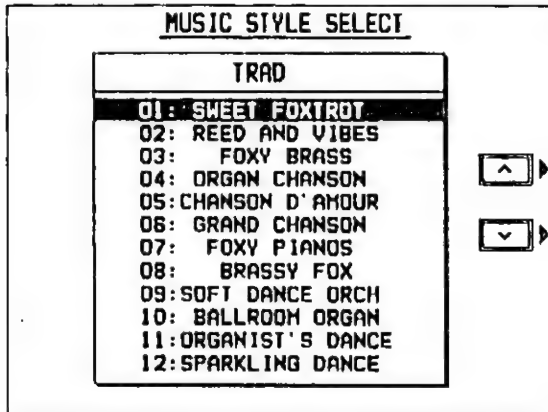 MUSIC STYLE SELECT
TRAD
01: SWEET FOXTROT
02: REED AND VIBES
03: FOXY BRASS
04: ORGAN CHANSON
05:CHANSON D'AMOUR
06: GRAND CHANSON
07: FOXY PIANOS
08: BRASSY FOX
09:SOFT DANCE ORCH
10: BALLROOM ORGAN
11:ORGANIST'S DANCE
12:SPARKLING DANCE